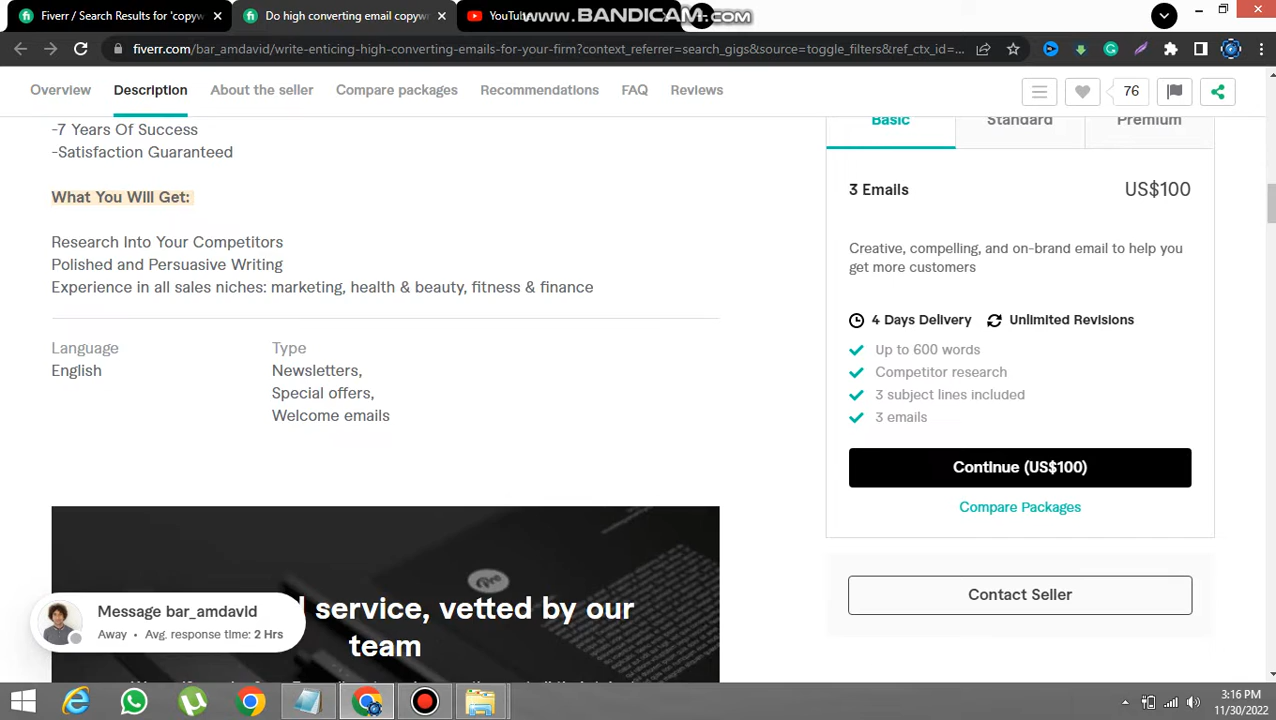 Fiverr / Search Results for 'copyw
Do high converting email copyw
YouTu
www.BANDICAM.com
fiverr.com/bar_amdavid/write-enticing-high-converting-emails-for-your-firm?context_referrer=search_gigs&source=toggle_filters&ref_ctx_id=...
Overview
Description
About the seller
Compare packages
Recommendations
FAQ
Reviews
76
-7 Years Of Success
-Satisfaction Guaranteed
What You Will Get:
Research Into Your Competitors
Polished and Persuasive Writing
Experience in all sales niches: marketing, health & beauty, fitness & finance
Language
English
Type
Newsletters,
Special offers,
Welcome emails
Basic
Standard
Premium
3 Emails
US$100
Creative, compelling, and on-brand email to help you
get more customers
4 Days Delivery
Unlimited Revisions
Up to 600 words
Competitor research
3 subject lines included
3 emails
Continue (US$100)
Compare Packages
Contact Seller
Pro
service, vetted by our
team
Message bar_amdavid
Away • Avg. response time: 2 Hrs
3:16 PM
11/30/2022